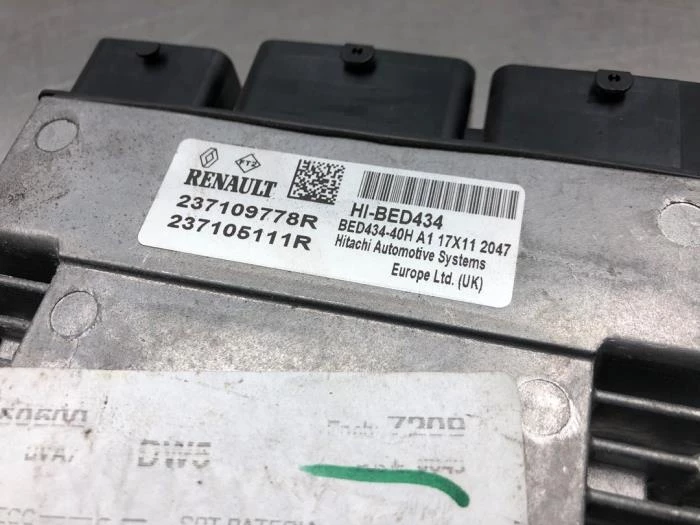 RENAULT
237109778R
237105111R
HI-BED434
BED434-40H A1 17X11 2047
Hitachi Automotive Systems
Europe Ltd. (UK)
DW5